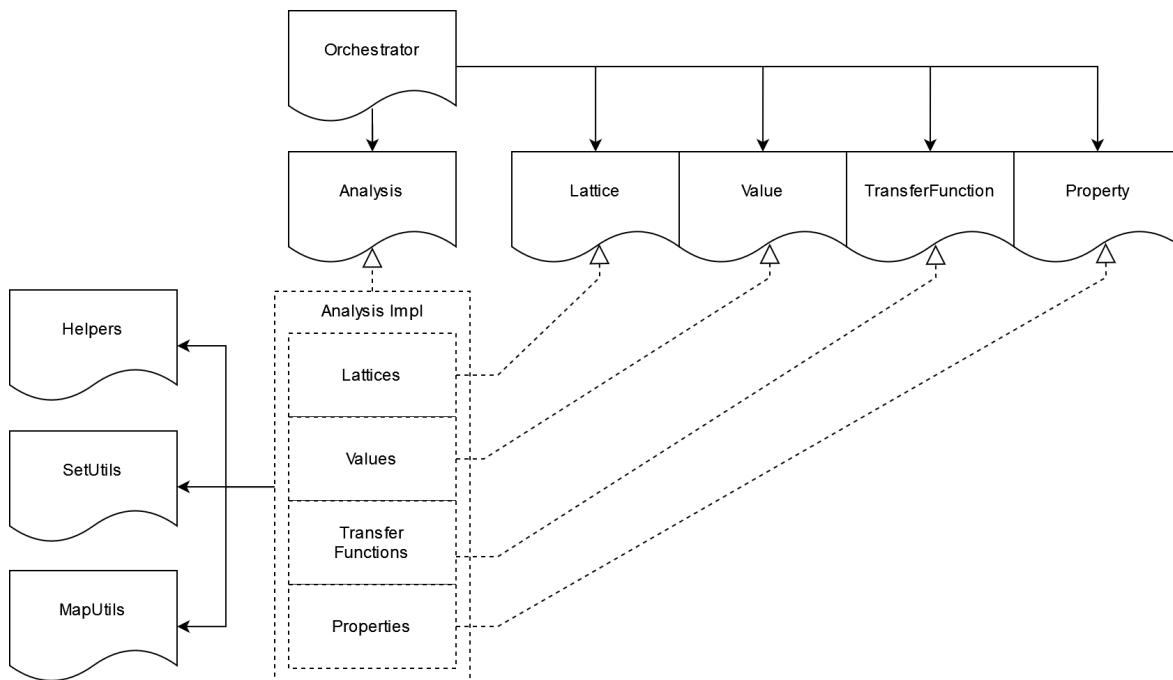 Orchestrator
Analysis
Lattice
Value
TransferFunction
Property
Analysis Impl
Helpers
Lattices
SetUtils
Values
Transfer
Functions
MapUtils
Properties